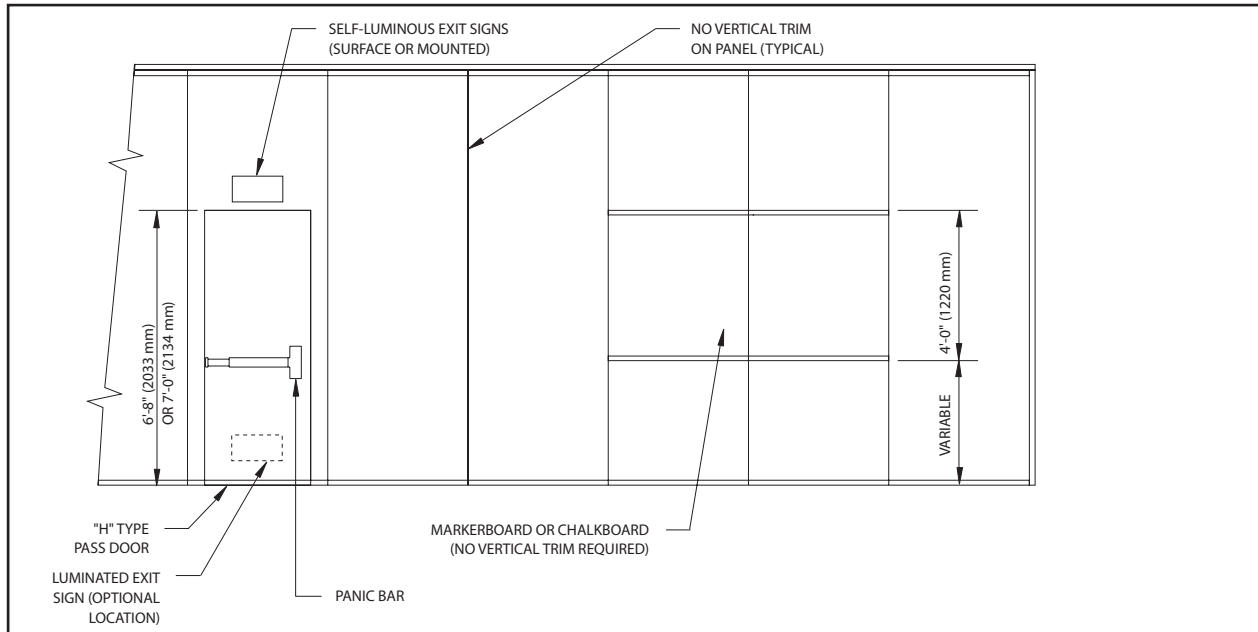 SELF-LUMINOUS EXIT SIGNS
(SURFACE OR MOUNTED)
NO VERTICAL TRIM
ON PANEL (TYPICAL)
6'-8" (2033 mm)
OR 7'-0" (2134 mm)
4'-0" (1220 mm)
VARIABLE
"H" TYPE
PASS DOOR
MARKERBOARD OR CHALKBOARD
(NO VERTICAL TRIM REQUIRED)
LUMINATED EXIT
SIGN (OPTIONAL
LOCATION)
PANIC BAR